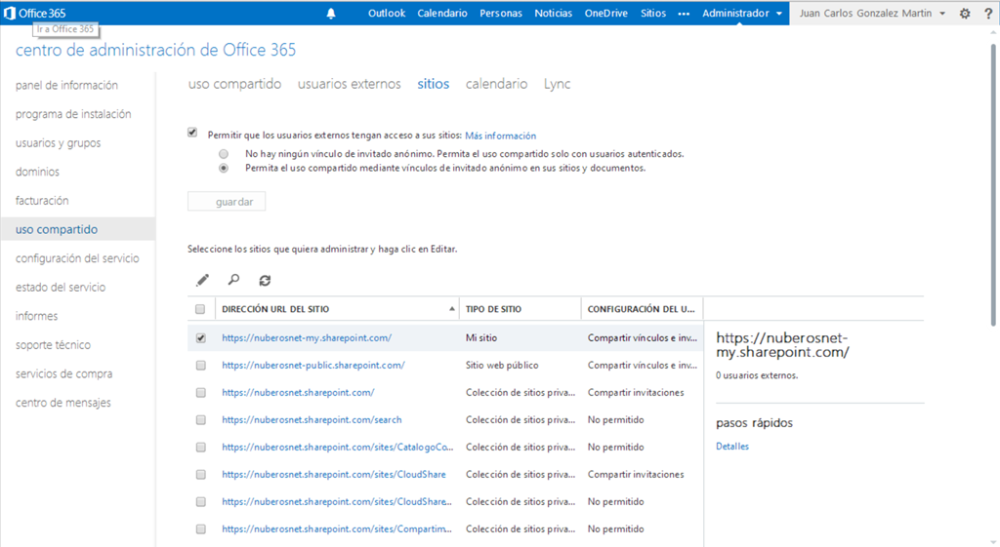 Office 365
Outlook Calendario Personas Noticias OneDrive Sitios ••• Administrador Juan Carlos Gonzalez Martin ?
Ir a Office 365
centro de administración de Office 365
panel de información
programa de instalación
usuarios y grupos
dominios
facturación
uso compartido
configuración del servicio
estado del servicio
informes
soporte técnico
servicios de compra
centro de mensajes
uso compartido usuarios externos sitios calendario Lync
Permitir que los usuarios externos tengan acceso a sus sitios: Más información
No hay ningún vínculo de invitado anónimo. Permita el uso compartido solo con usuarios autenticados.
Permita el uso compartido mediante vínculos de invitado anónimo en sus sitios y documentos.
guardar
Seleccione los sitios que quiera administrar y haga clic en Editar.
DIRECCIÓN URL DEL SITIO TIPO DE SITIO CONFIGURACIÓN DEL U...
https://nuberosnet-my.sharepoint.com/ Mi sitio Compartir vínculos e inv...
https://nuberosnet-public.sharepoint.com/ Sitio web público Compartir vínculos e inv...
https://nuberosnet.sharepoint.com/ Colección de sitios priva... Compartir invitaciones
https://nuberosnet.sharepoint.com/search Colección de sitios priva... No permitido
https://nuberosnet.sharepoint.com/sites/CatalogoCo... Colección de sitios priva... No permitido
https://nuberosnet.sharepoint.com/sites/CloudShare Colección de sitios priva... Compartir invitaciones
https://nuberosnet.sharepoint.com/sites/CloudShare... Colección de sitios priva... No permitido
https://nuberosnet.sharepoint.com/sites/Compartim... Colección de sitios priva... No permitido
https://nuberosnet-
my.sharepoint.com/
0 usuarios externos.
pasos rápidos
Detalles